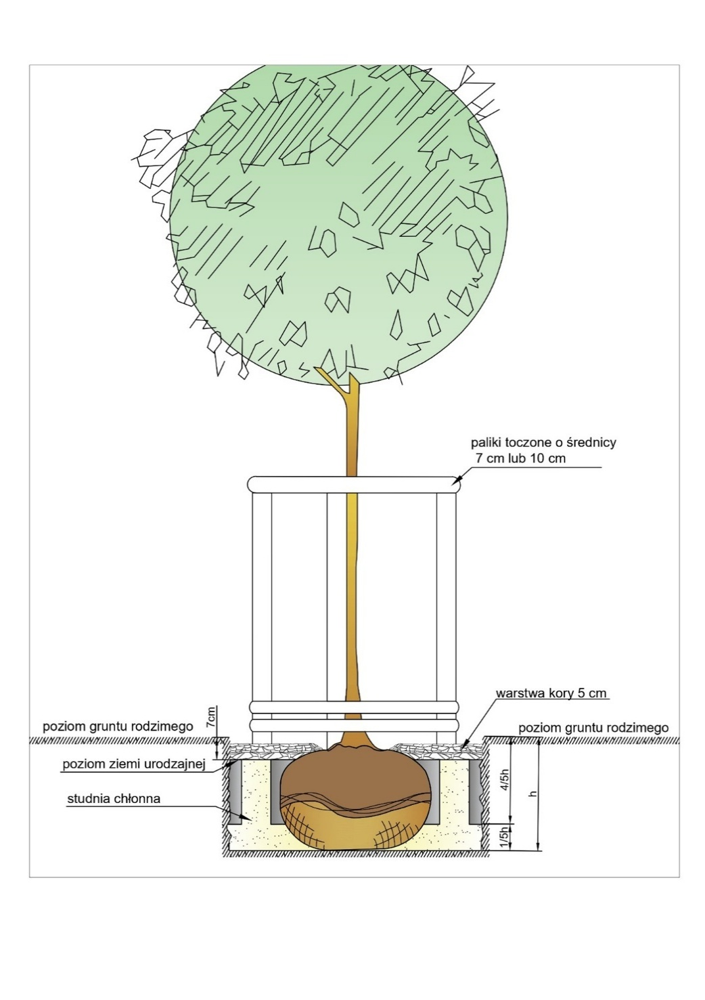 paliki toczone o średnicy
7 cm lub 10 cm
warstwa kory 5 cm
7cm
poziom gruntu rodzimego
poziom gruntu rodzimego
poziom ziemi urodzajnej
studnia chłonna
4/5h
h
1/5h